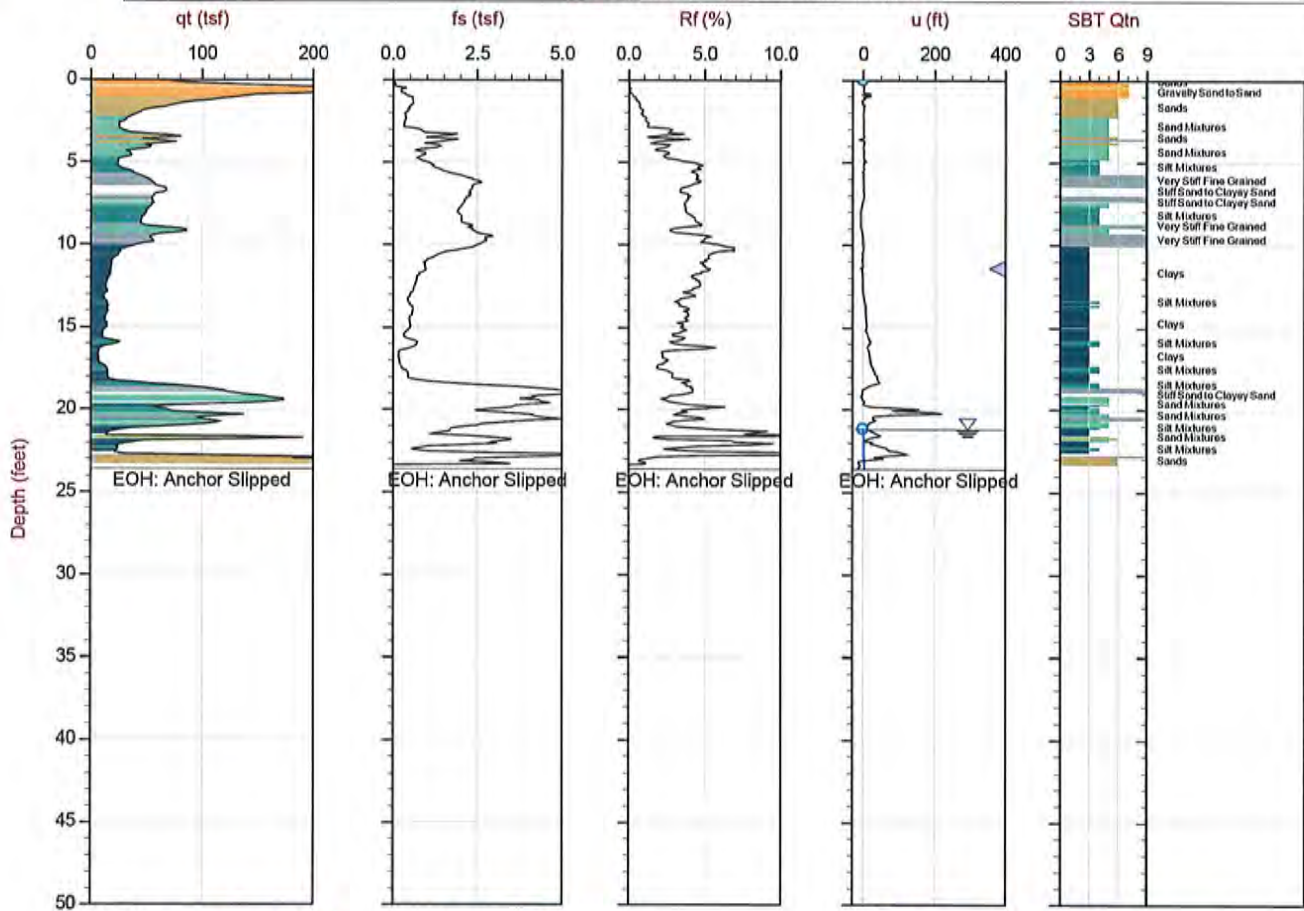 qt (tsf)
fs (tsf)
Rf (%)
u (ft)
SBT Qtn
0 100 200
0.0 2.5 5.0
0.0 5.0 10.0
0 200 400
0 3 6 9
Depth (feet)
0
5
10
15
20
25
30
35
40
45
50
EOH: Anchor Slipped
EOH: Anchor Slipped
EOH: Anchor Slipped
EOH: Anchor Slipped
Sands
Gravelly Sand to Sand
Sands
Sand Mixtures
Sands
Sand Mixtures
Silt Mixtures
Very Stiff Fine Grained
Stiff Sand to Clayey Sand
Stiff Sand to Clayey Sand
Silt Mixtures
Very Stiff Fine Grained
Very Stiff Fine Grained
Clays
Silt Mixtures
Clays
Silt Mixtures
Clays
Silt Mixtures
Silt Mixtures
Stiff Sand to Clayey Sand
Sand Mixtures
Sand Mixtures
Silt Mixtures
Sand Mixtures
Silt Mixtures
Sands